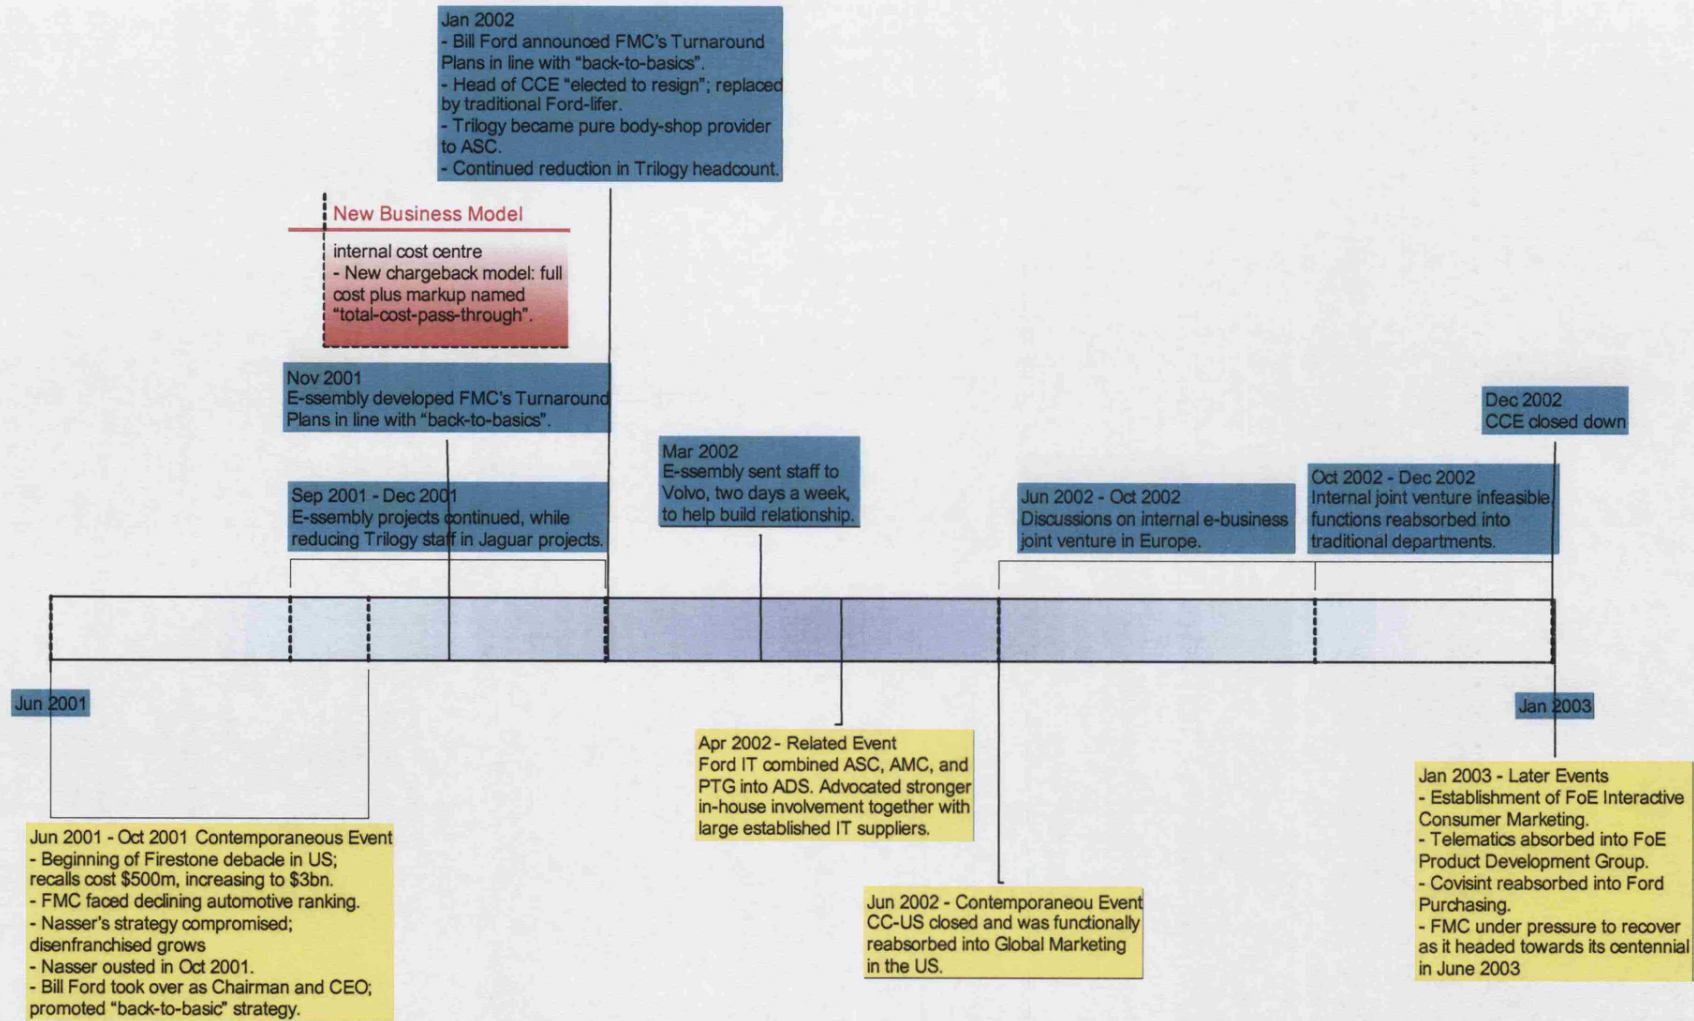 Jan 2002
- Bill Ford announced FMC's Turnaround
Plans in line with "back-to-basics".
- Head of CCE "elected to resign"; replaced
by traditional Ford-lifer.
- Trilogy became pure body-shop provider
to ASC.
- Continued reduction in Trilogy headcount.
New Business Model
internal cost centre
- New chargeback model: full
cost plus markup named
"total-cost-pass-through".
Nov 2001
E-ssembly developed FMC's Turnaround
Plans in line with "back-to-basics".
Sep 2001 - Dec 2001
E-ssembly projects continued, while
reducing Trilogy staff in Jaguar projects.
Mar 2002
E-ssembly sent staff to
Volvo, two days a week,
to help build relationship.
Jun 2002 - Oct 2002
Discussions on internal e-business
joint venture in Europe.
Oct 2002 - Dec 2002
Internal joint venture infeasible,
functions reabsorbed into
traditional departments.
Dec 2002
CCE closed down
Jun 2001
Jan 2003
Jun 2001 - Oct 2001 Contemporaneous Event
- Beginning of Firestone debacle in US;
recalls cost $500m, increasing to $3bn.
- FMC faced declining automotive ranking.
- Nasser's strategy compromised;
disenfranchised grows
- Nasser ousted in Oct 2001.
- Bill Ford took over as Chairman and CEO;
promoted "back-to-basic" strategy.
Apr 2002 - Related Event
Ford IT combined ASC, AMC, and
PTG into ADS. Advocated stronger
in-house involvement together with
large established IT suppliers.
Jun 2002 - Contemporaneou Event
CC-US closed and was functionally
reabsorbed into Global Marketing
in the US.
Jan 2003 - Later Events
- Establishment of FoE Interactive
Consumer Marketing.
- Telematics absorbed into FoE
Product Development Group.
- Covisint reabsorbed into Ford
Purchasing.
- FMC under pressure to recover
as it headed towards its centennial
in June 2003